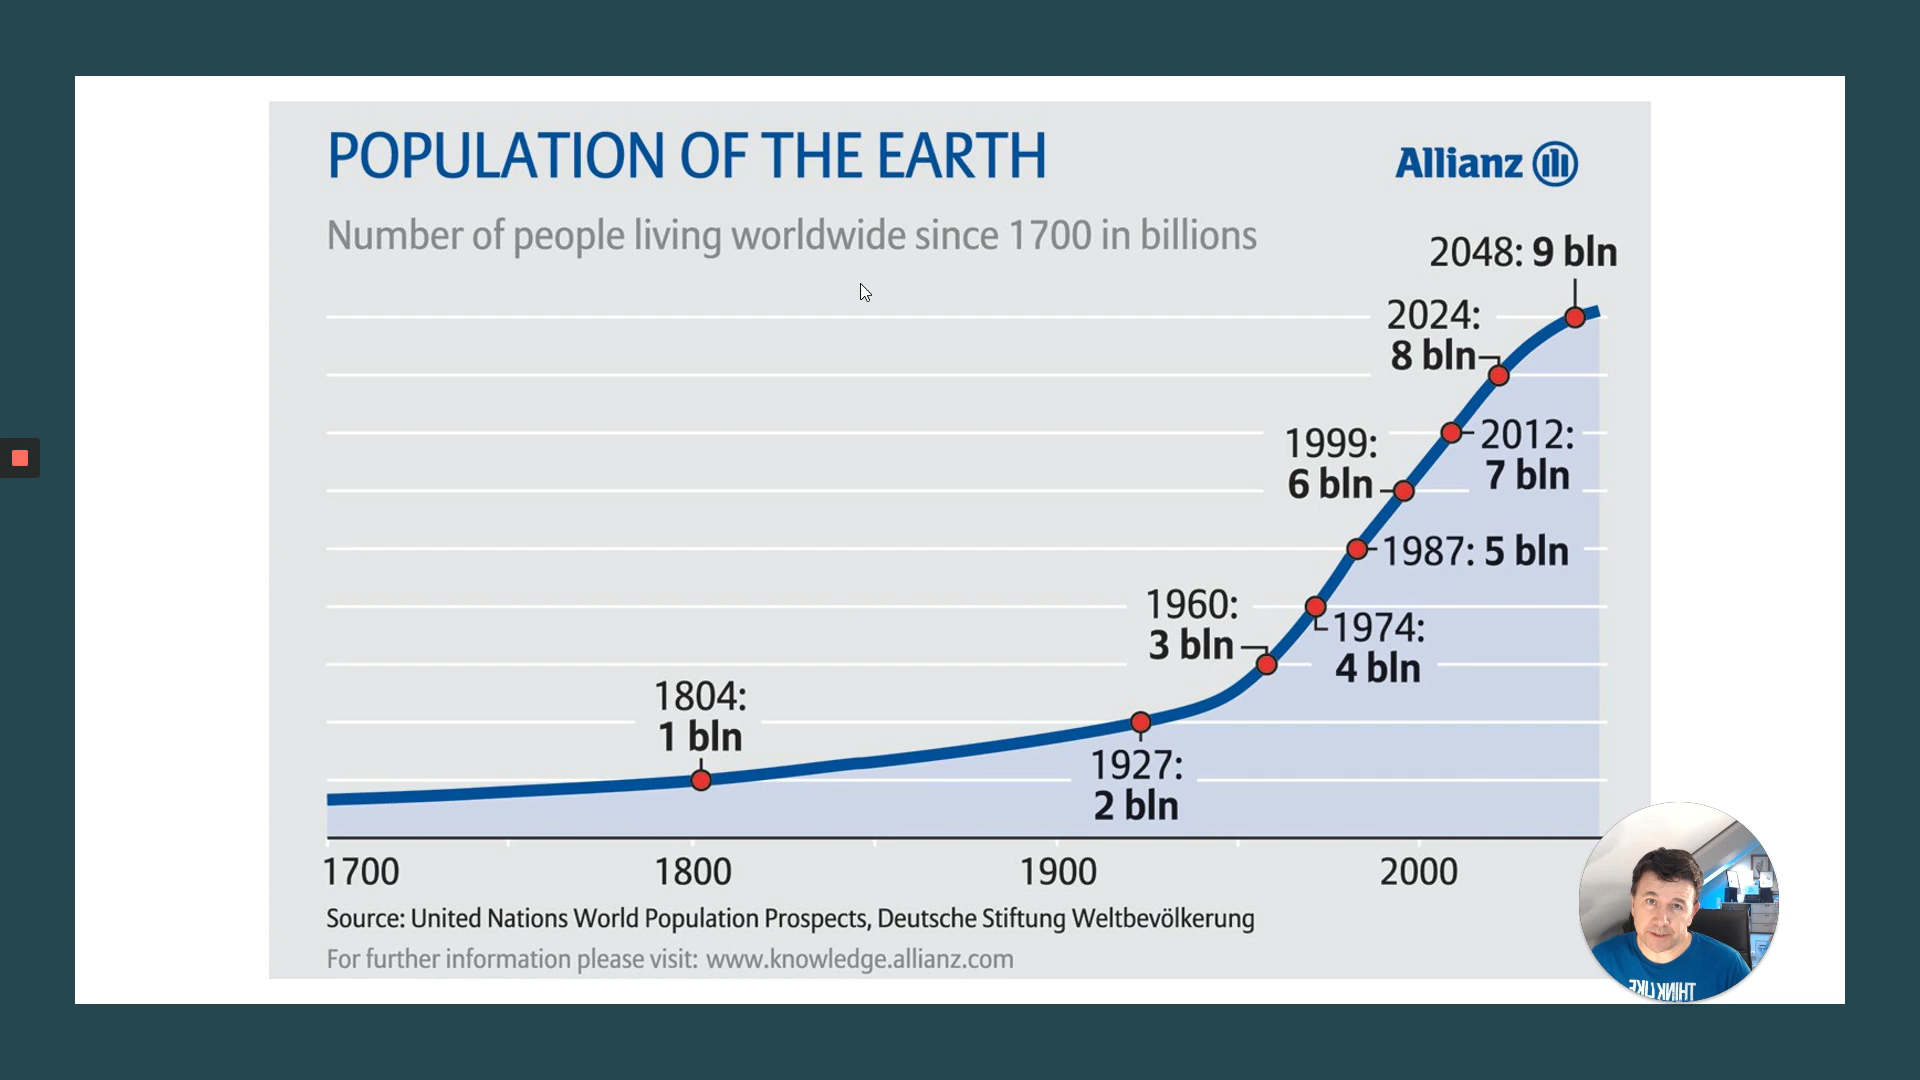 POPULATION OF THE EARTH
Allianz
Number of people living worldwide since 1700 in billions
2048: 9 bln
2024:
8 bln
2012:
7 bln
1999:
6 bln
1987: 5 bln
1974:
4 bln
1960:
3 bln
1927:
2 bln
1804:
1 bln
1700 1800 1900 2000
Source: United Nations World Population Prospects, Deutsche Stiftung Weltbevölkerung
For further information please visit: www.knowledge.allianz.com
THINK LIKE